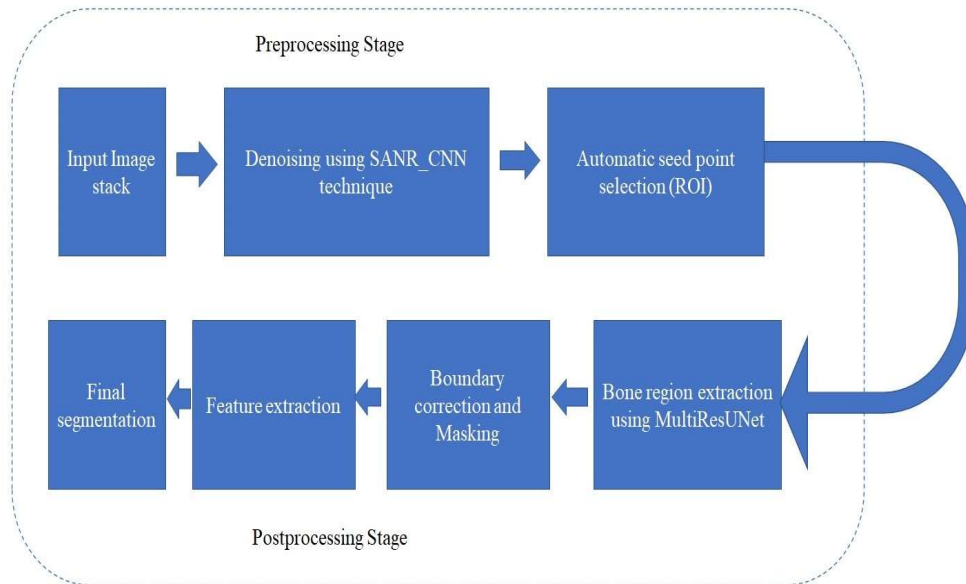 Preprocessing Stage
Input Image
stack
Denoising using SANR_CNN
technique
Automatic seed point
selection (ROI)
Bone region extraction
using MultiResUNet
Boundary
correction and
Masking
Feature extraction
Final
segmentation
Postprocessing Stage